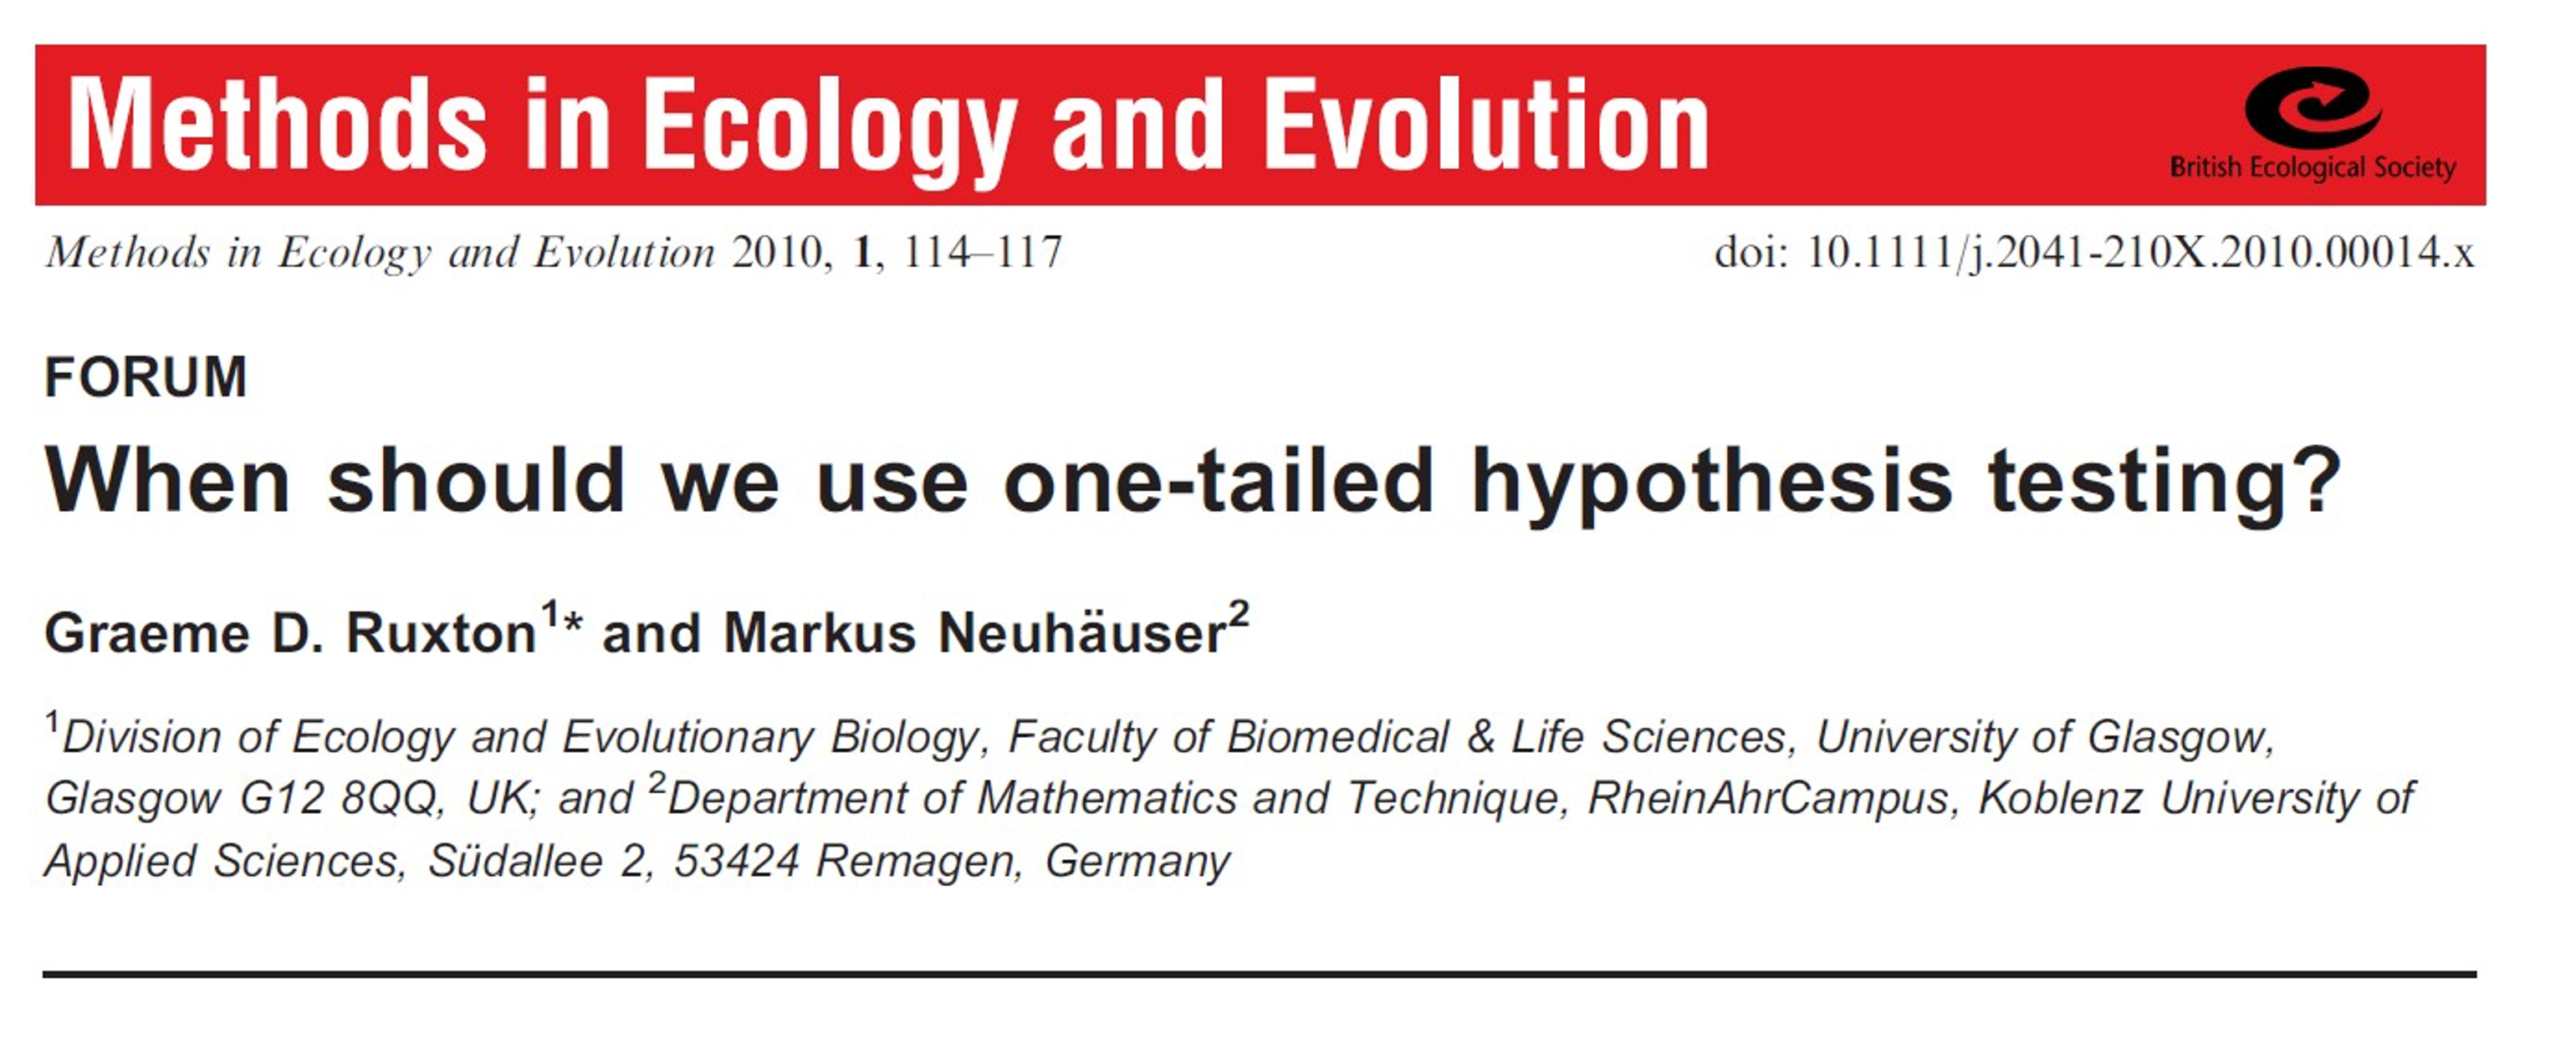 Methods in Ecology and Evolution
British Ecological Society
Methods in Ecology and Evolution 2010, 1, 114–117
doi: 10.1111/j.2041-210X.2010.00014.x
FORUM
When should we use one-tailed hypothesis testing?
Graeme D. Ruxton1* and Markus Neuhäuser2
1Division of Ecology and Evolutionary Biology, Faculty of Biomedical & Life Sciences, University of Glasgow,
Glasgow G12 8QQ, UK; and 2Department of Mathematics and Technique, RheinAhrCampus, Koblenz University of
Applied Sciences, Südallee 2, 53424 Remagen, Germany